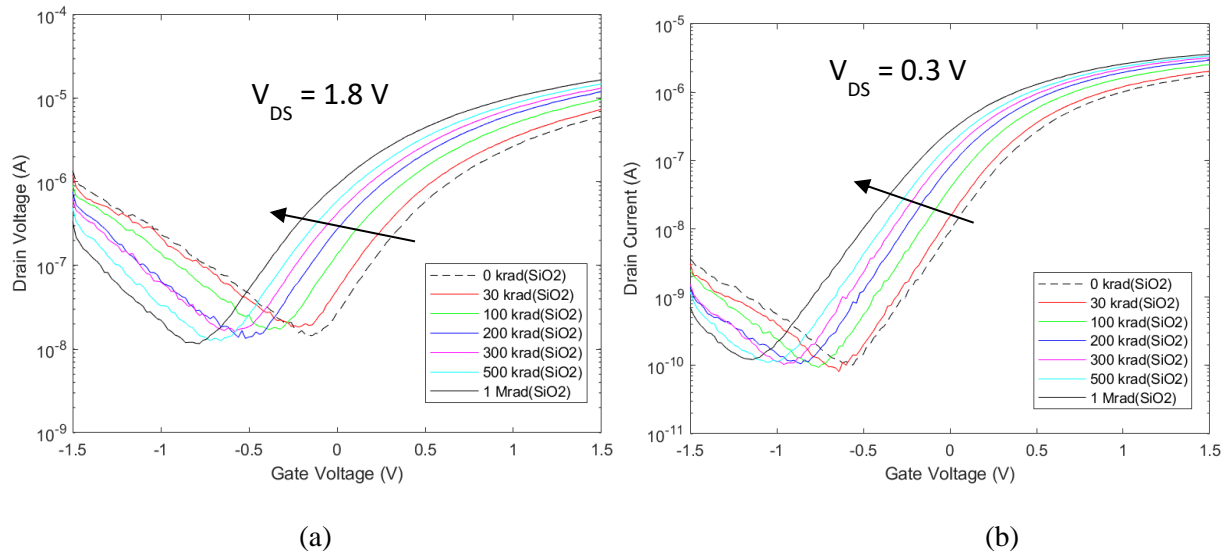 10^-4
10^-5
10^-6
10^-7
10^-8
10^-9
Drain Voltage (A)
V_DS = 1.8 V
0 krad(SiO2)
30 krad(SiO2)
100 krad(SiO2)
200 krad(SiO2)
300 krad(SiO2)
500 krad(SiO2)
1 Mrad(SiO2)
-1.5 -1 -0.5 0 0.5 1 1.5
Gate Voltage (V)
(a)
10^-5
10^-6
10^-7
10^-8
10^-9
10^-10
10^-11
Drain Current (A)
V_DS = 0.3 V
0 krad(SiO2)
30 krad(SiO2)
100 krad(SiO2)
200 krad(SiO2)
300 krad(SiO2)
500 krad(SiO2)
1 Mrad(SiO2)
-1.5 -1 -0.5 0 0.5 1 1.5
Gate Voltage (V)
(b)